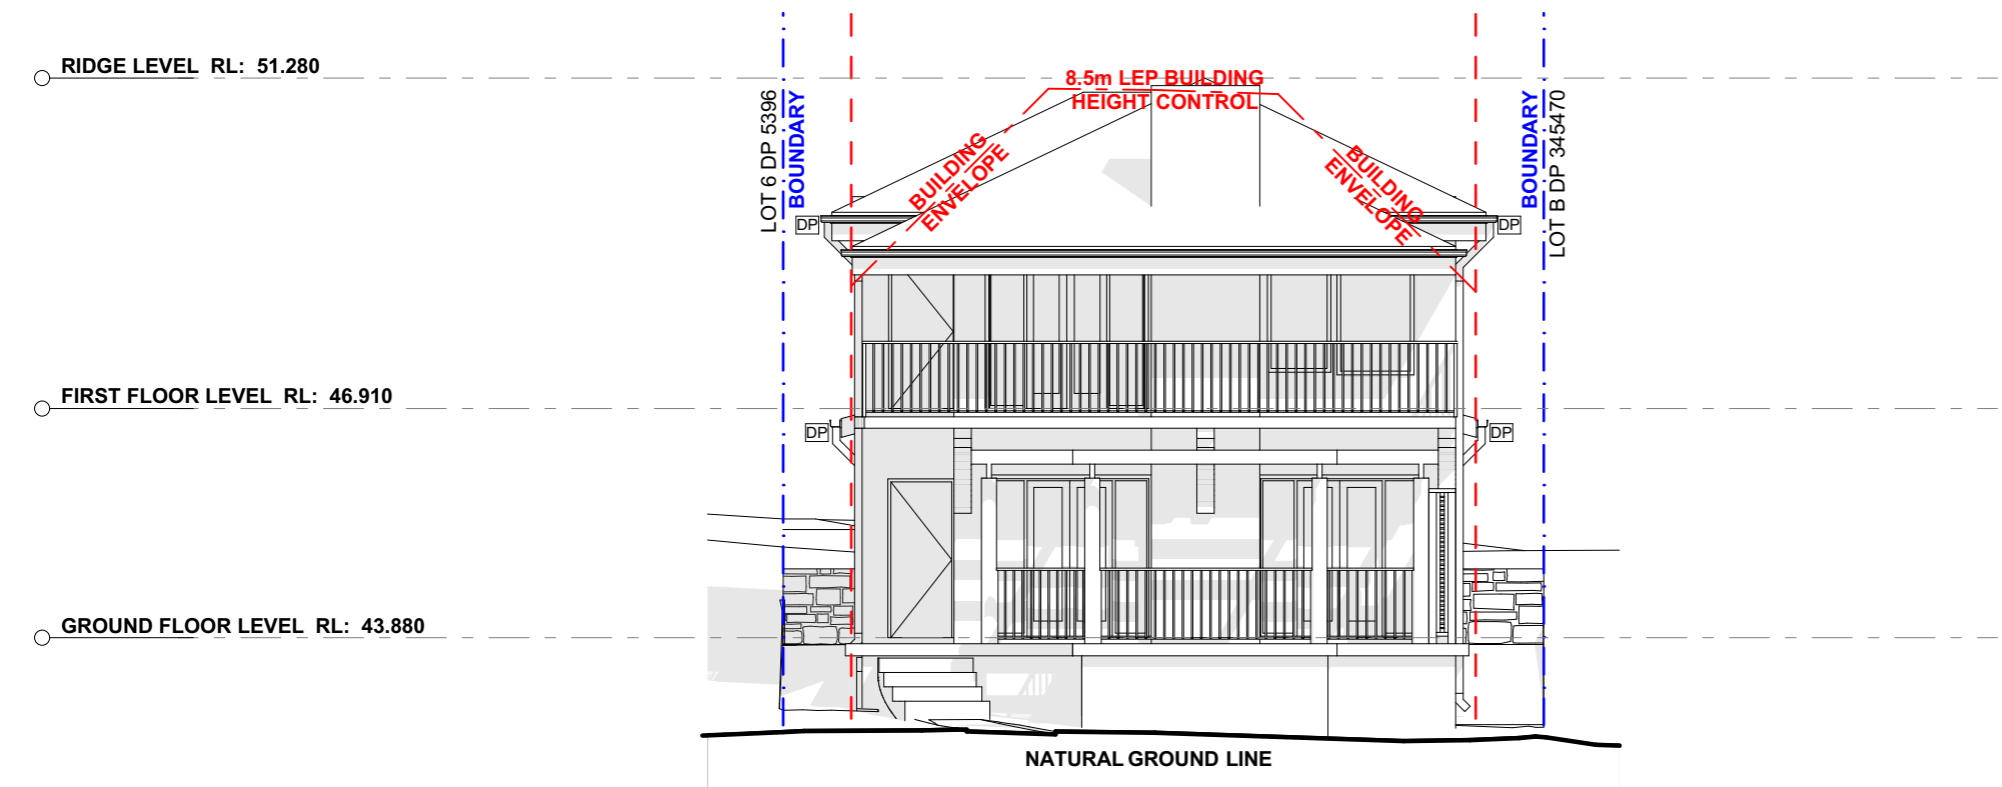 RIDGE LEVEL RL: 51.280
8.5m LEP BUILDING
HEIGHT CONTROL
LOT 6 DP 5396
BOUNDARY
BUILDING
ENVELOPE
BUILDING
ENVELOPE
BOUNDARY
LOT B DP 345470
DP
DP
FIRST FLOOR LEVEL RL: 46.910
DP
DP
GROUND FLOOR LEVEL RL: 43.880
NATURAL GROUND LINE